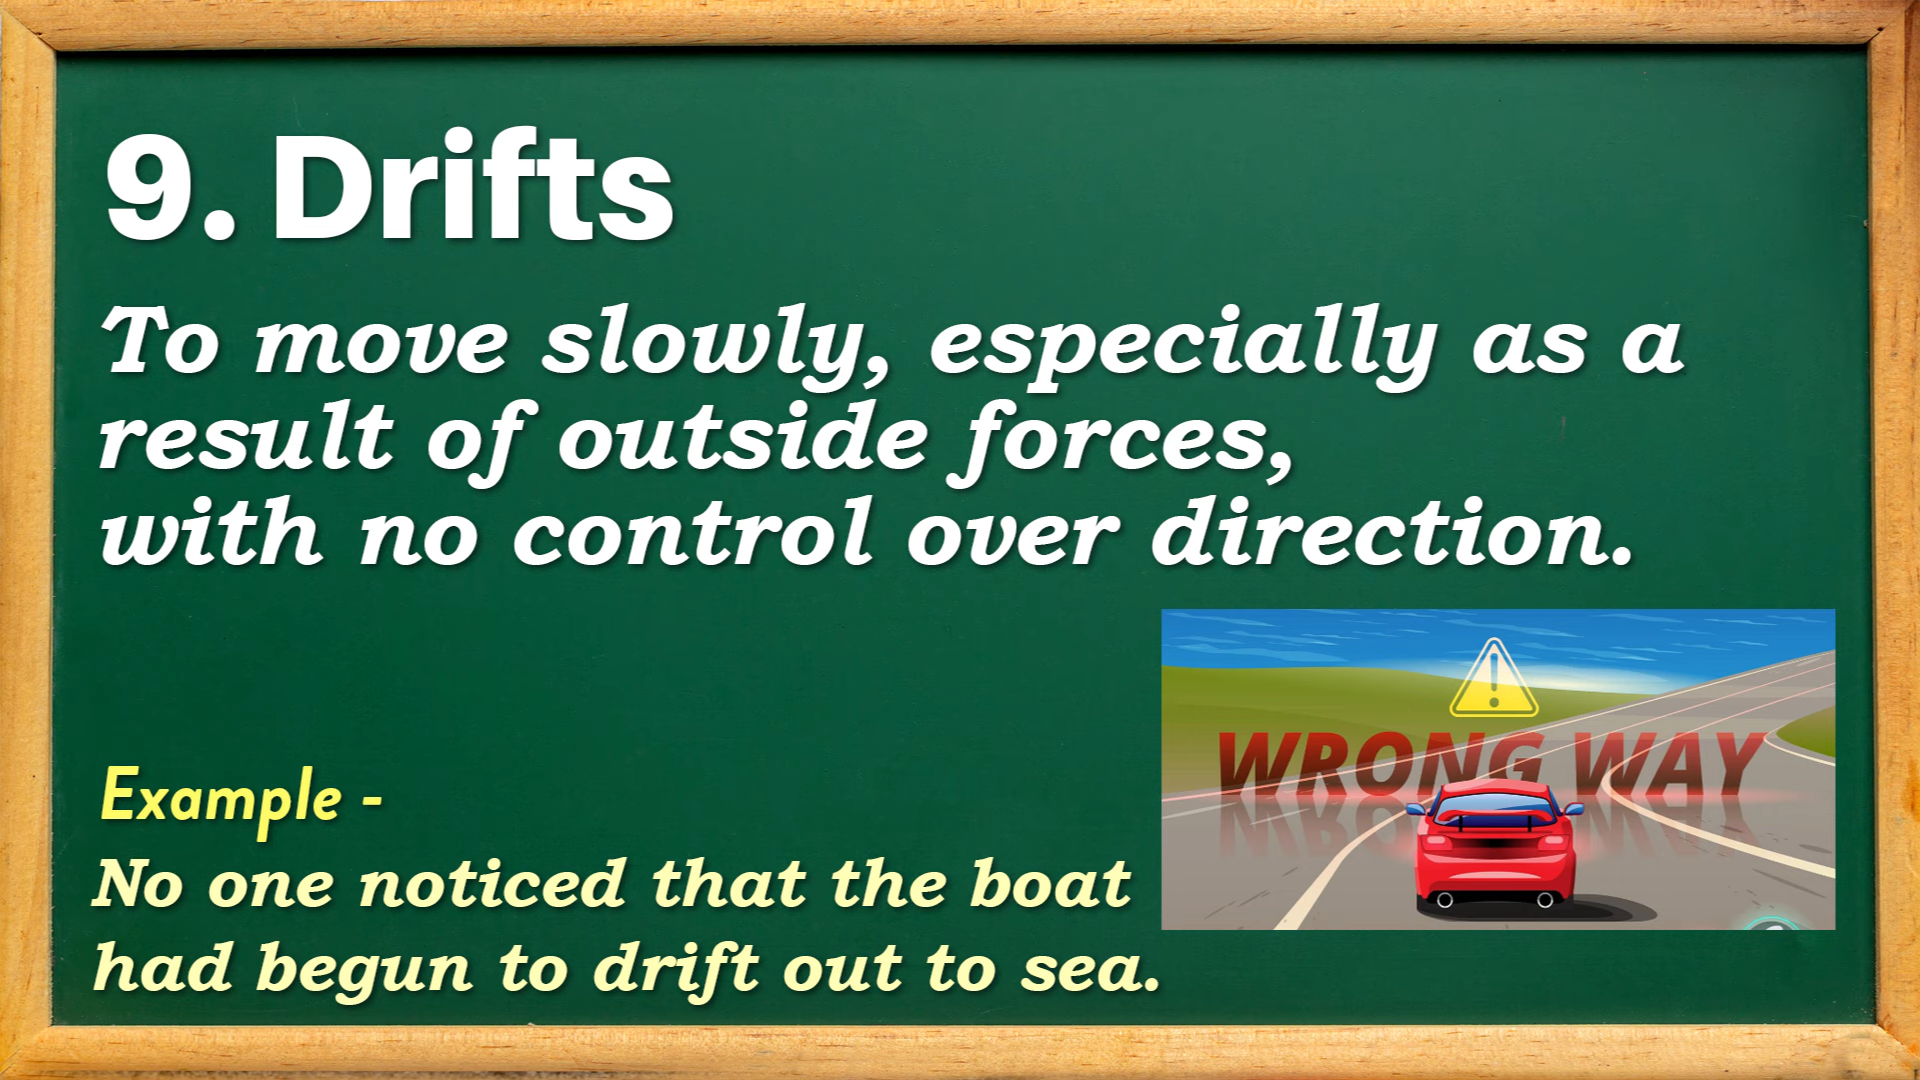 9. Drifts
To move slowly, especially as a
result of outside forces,
with no control over direction.
WRONG WAY
Example -
No one noticed that the boat
had begun to drift out to sea.